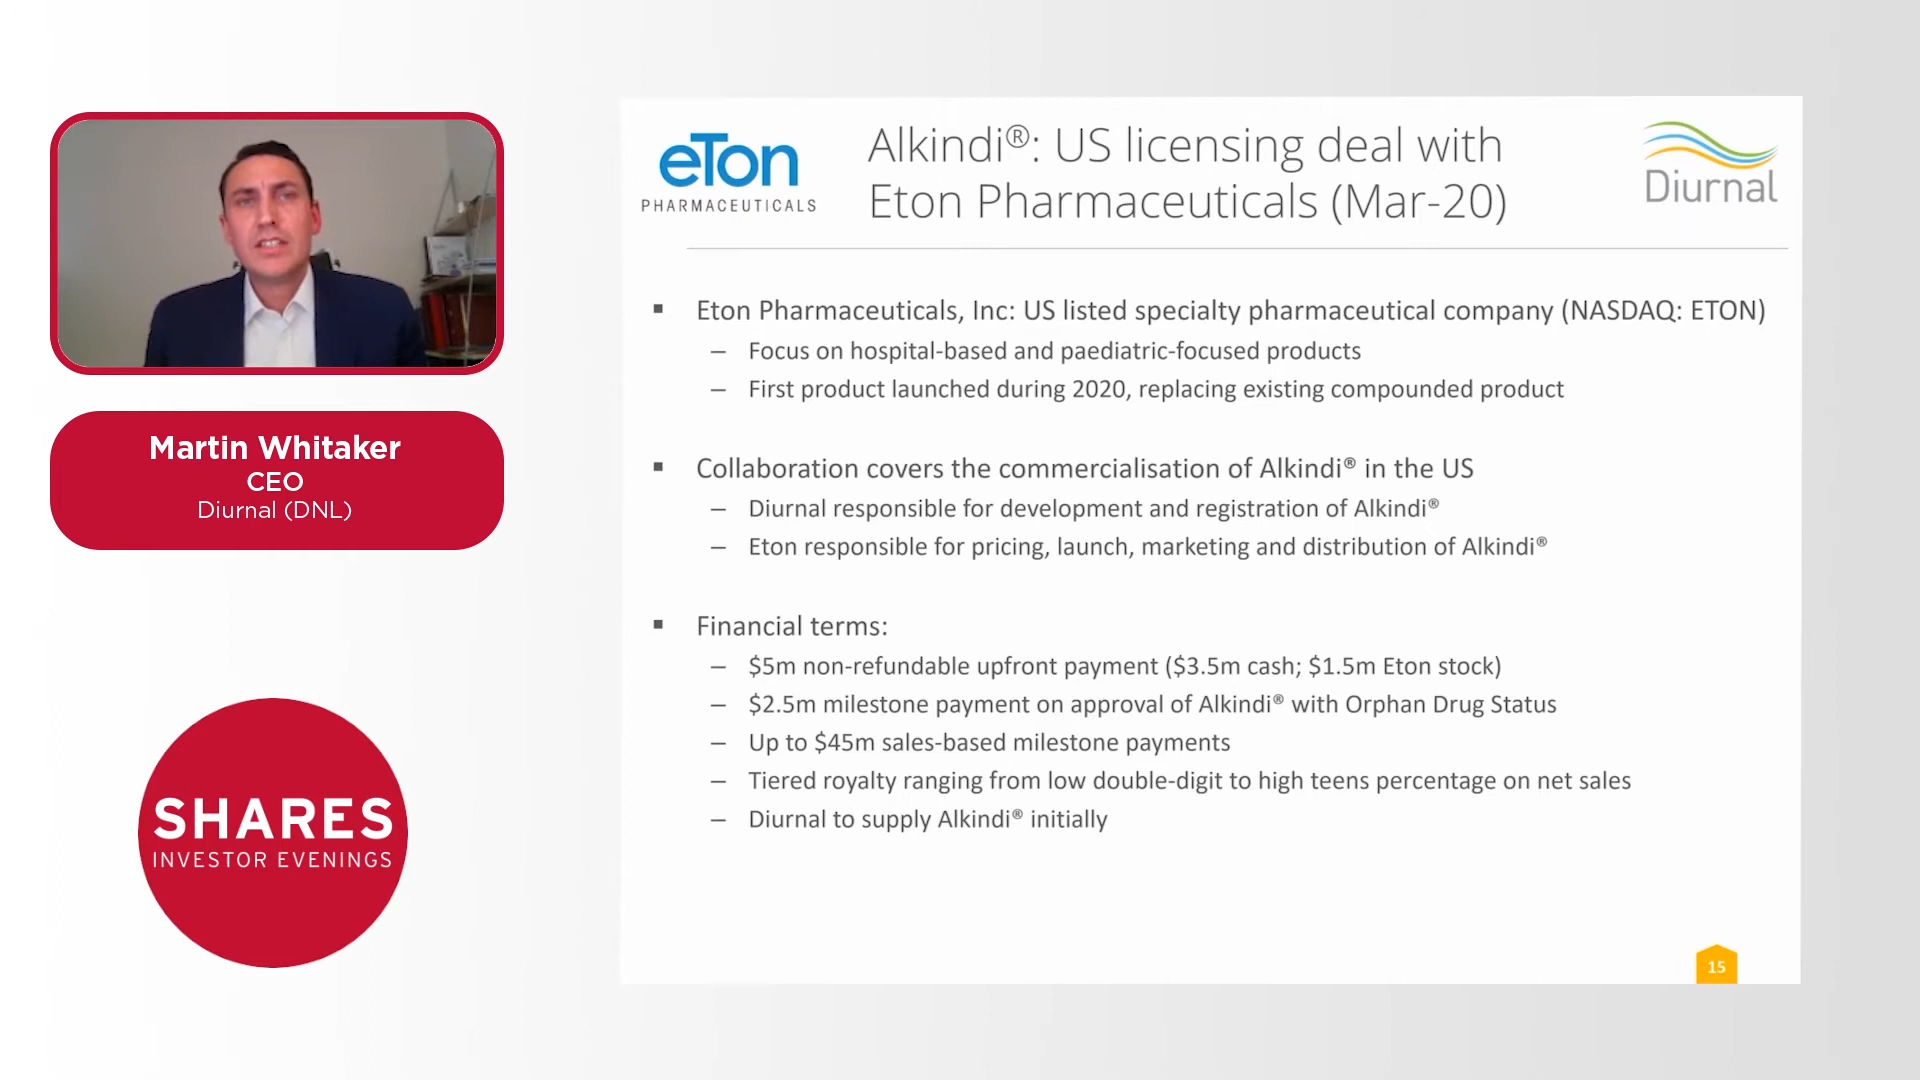 eTon
PHARMACEUTICALS
Alkindi®: US licensing deal with
Eton Pharmaceuticals (Mar-20)
Diurnal
Martin Whitaker
CEO
Diurnal (DNL)
SHARES
INVESTOR EVENINGS
▪ Eton Pharmaceuticals, Inc: US listed specialty pharmaceutical company (NASDAQ: ETON)
– Focus on hospital-based and paediatric-focused products
– First product launched during 2020, replacing existing compounded product
▪ Collaboration covers the commercialisation of Alkindi® in the US
– Diurnal responsible for development and registration of Alkindi®
– Eton responsible for pricing, launch, marketing and distribution of Alkindi®
▪ Financial terms:
– $5m non-refundable upfront payment ($3.5m cash; $1.5m Eton stock)
– $2.5m milestone payment on approval of Alkindi® with Orphan Drug Status
– Up to $45m sales-based milestone payments
– Tiered royalty ranging from low double-digit to high teens percentage on net sales
– Diurnal to supply Alkindi® initially
15